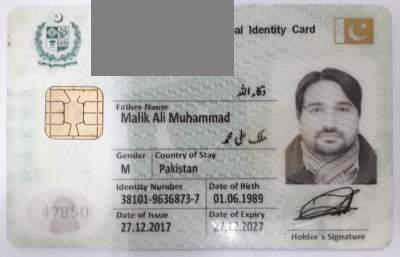 al Identity Card
ذکاء اللہ
Father Name
Malik Ali Muhammad
ملک علی محمد
Gender Country of Stay
M Pakistan
Identity Number Date of Birth
38101-9636873-7 01.06.1989
Date of Issue Date of Expiry
27.12.2017 27.12.2027
47850
Holder's Signature